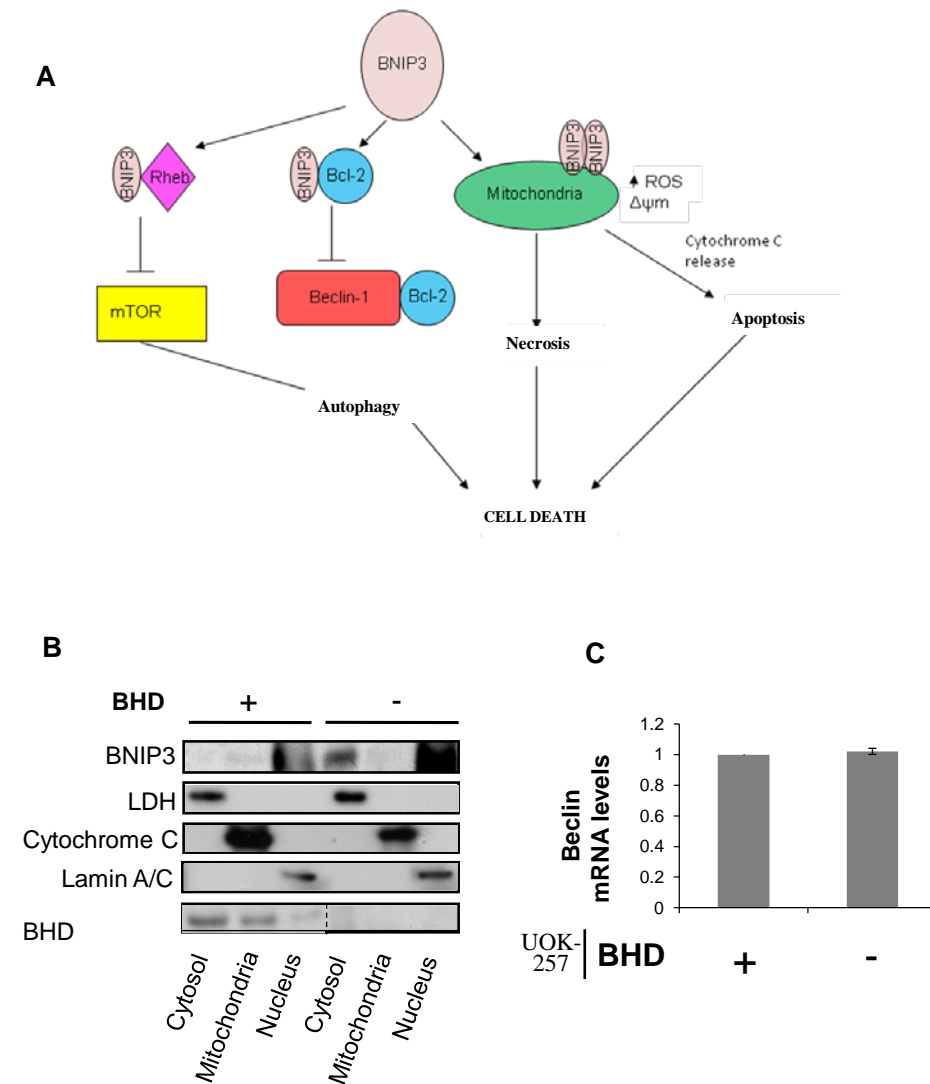 A
BNIP3
BNIP3
Rheb
BNIP3
Bcl-2
BNIP3
BNIP3
Mitochondria
ROS
Δψm
Cytochrome C
release
mTOR
Beclin-1
Bcl-2
Necrosis
Apoptosis
Autophagy
CELL DEATH
B
BHD + -
BNIP3
LDH
Cytochrome C
Lamin A/C
BHD
Cytosol
Mitochondria
Nucleus
Cytosol
Mitochondria
Nucleus
C
Beclin
mRNA levels
1.2
1
0.8
0.6
0.4
0.2
0
UOK-
257
BHD + -